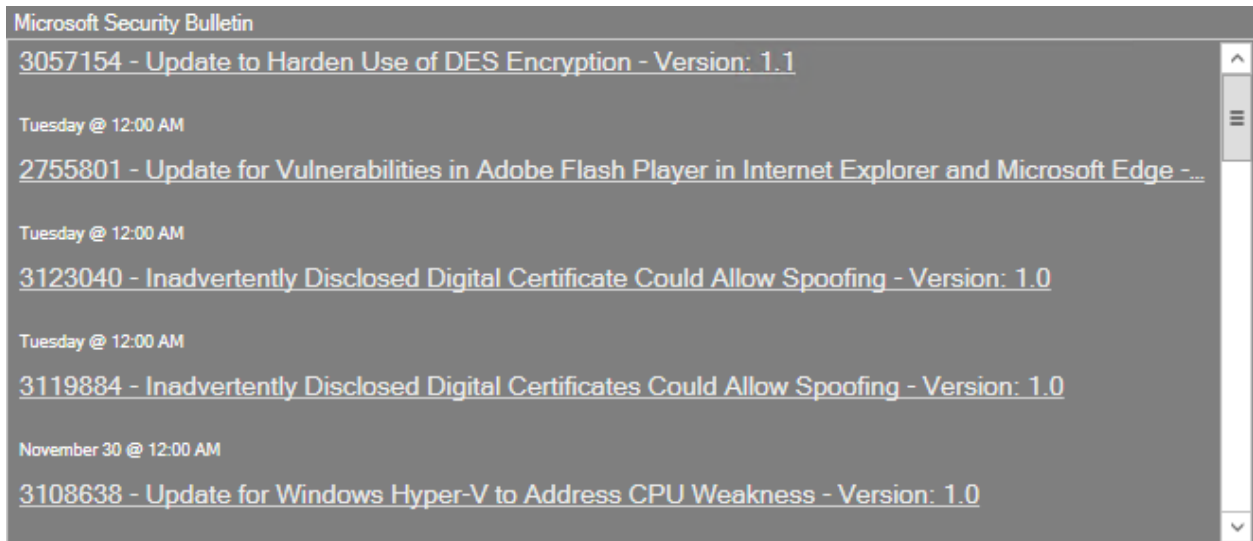 Microsoft Security Bulletin
3057154 - Update to Harden Use of DES Encryption - Version: 1.1
Tuesday @ 12:00 AM
2755801 - Update for Vulnerabilities in Adobe Flash Player in Internet Explorer and Microsoft Edge -...
Tuesday @ 12:00 AM
3123040 - Inadvertently Disclosed Digital Certificate Could Allow Spoofing - Version: 1.0
Tuesday @ 12:00 AM
3119884 - Inadvertently Disclosed Digital Certificates Could Allow Spoofing - Version: 1.0
November 30 @ 12:00 AM
3108638 - Update for Windows Hyper-V to Address CPU Weakness - Version: 1.0